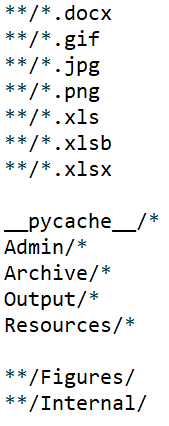 **/*.docx
**/*.gif
**/*.jpg
**/*.png
**/*.xls
**/*.xlsb
**/*.xlsx

__pycache__/*
Admin/*
Archive/*
Output/*
Resources/*

**/Figures/
**/Internal/